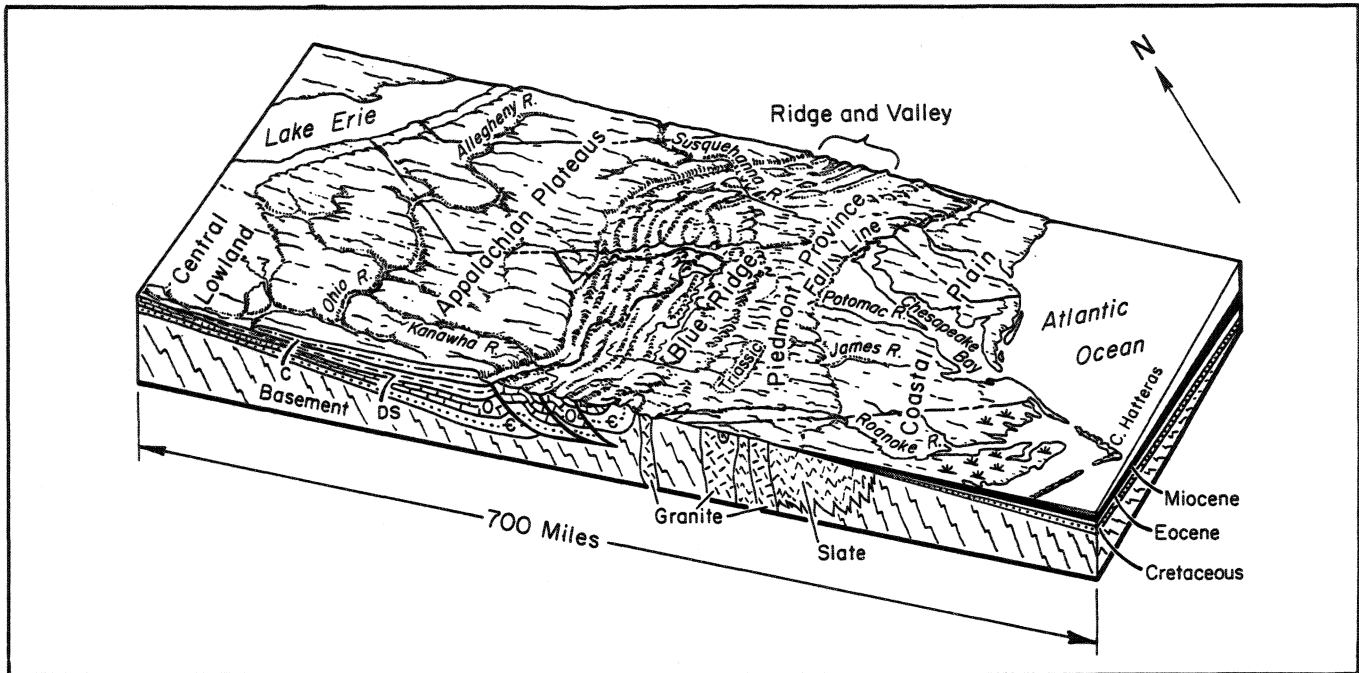 N
Ridge and Valley
Lake Erie
Allegheny R.
Susquehanna R.
Appalachian Plateaus
Central
Lowland
Ohio R.
Kanawha R.
Blue Ridge
Triassic
Piedmont Province
Fall Line
Potomac R.
Chesapeake
Bay
James R.
Roanoke R.
Coastal
Plain
Atlantic
Ocean
C. Hatteras
C
DS
Basement
O
Є
O
Є
Granite
Slate
Miocene
Eocene
Cretaceous
700 Miles